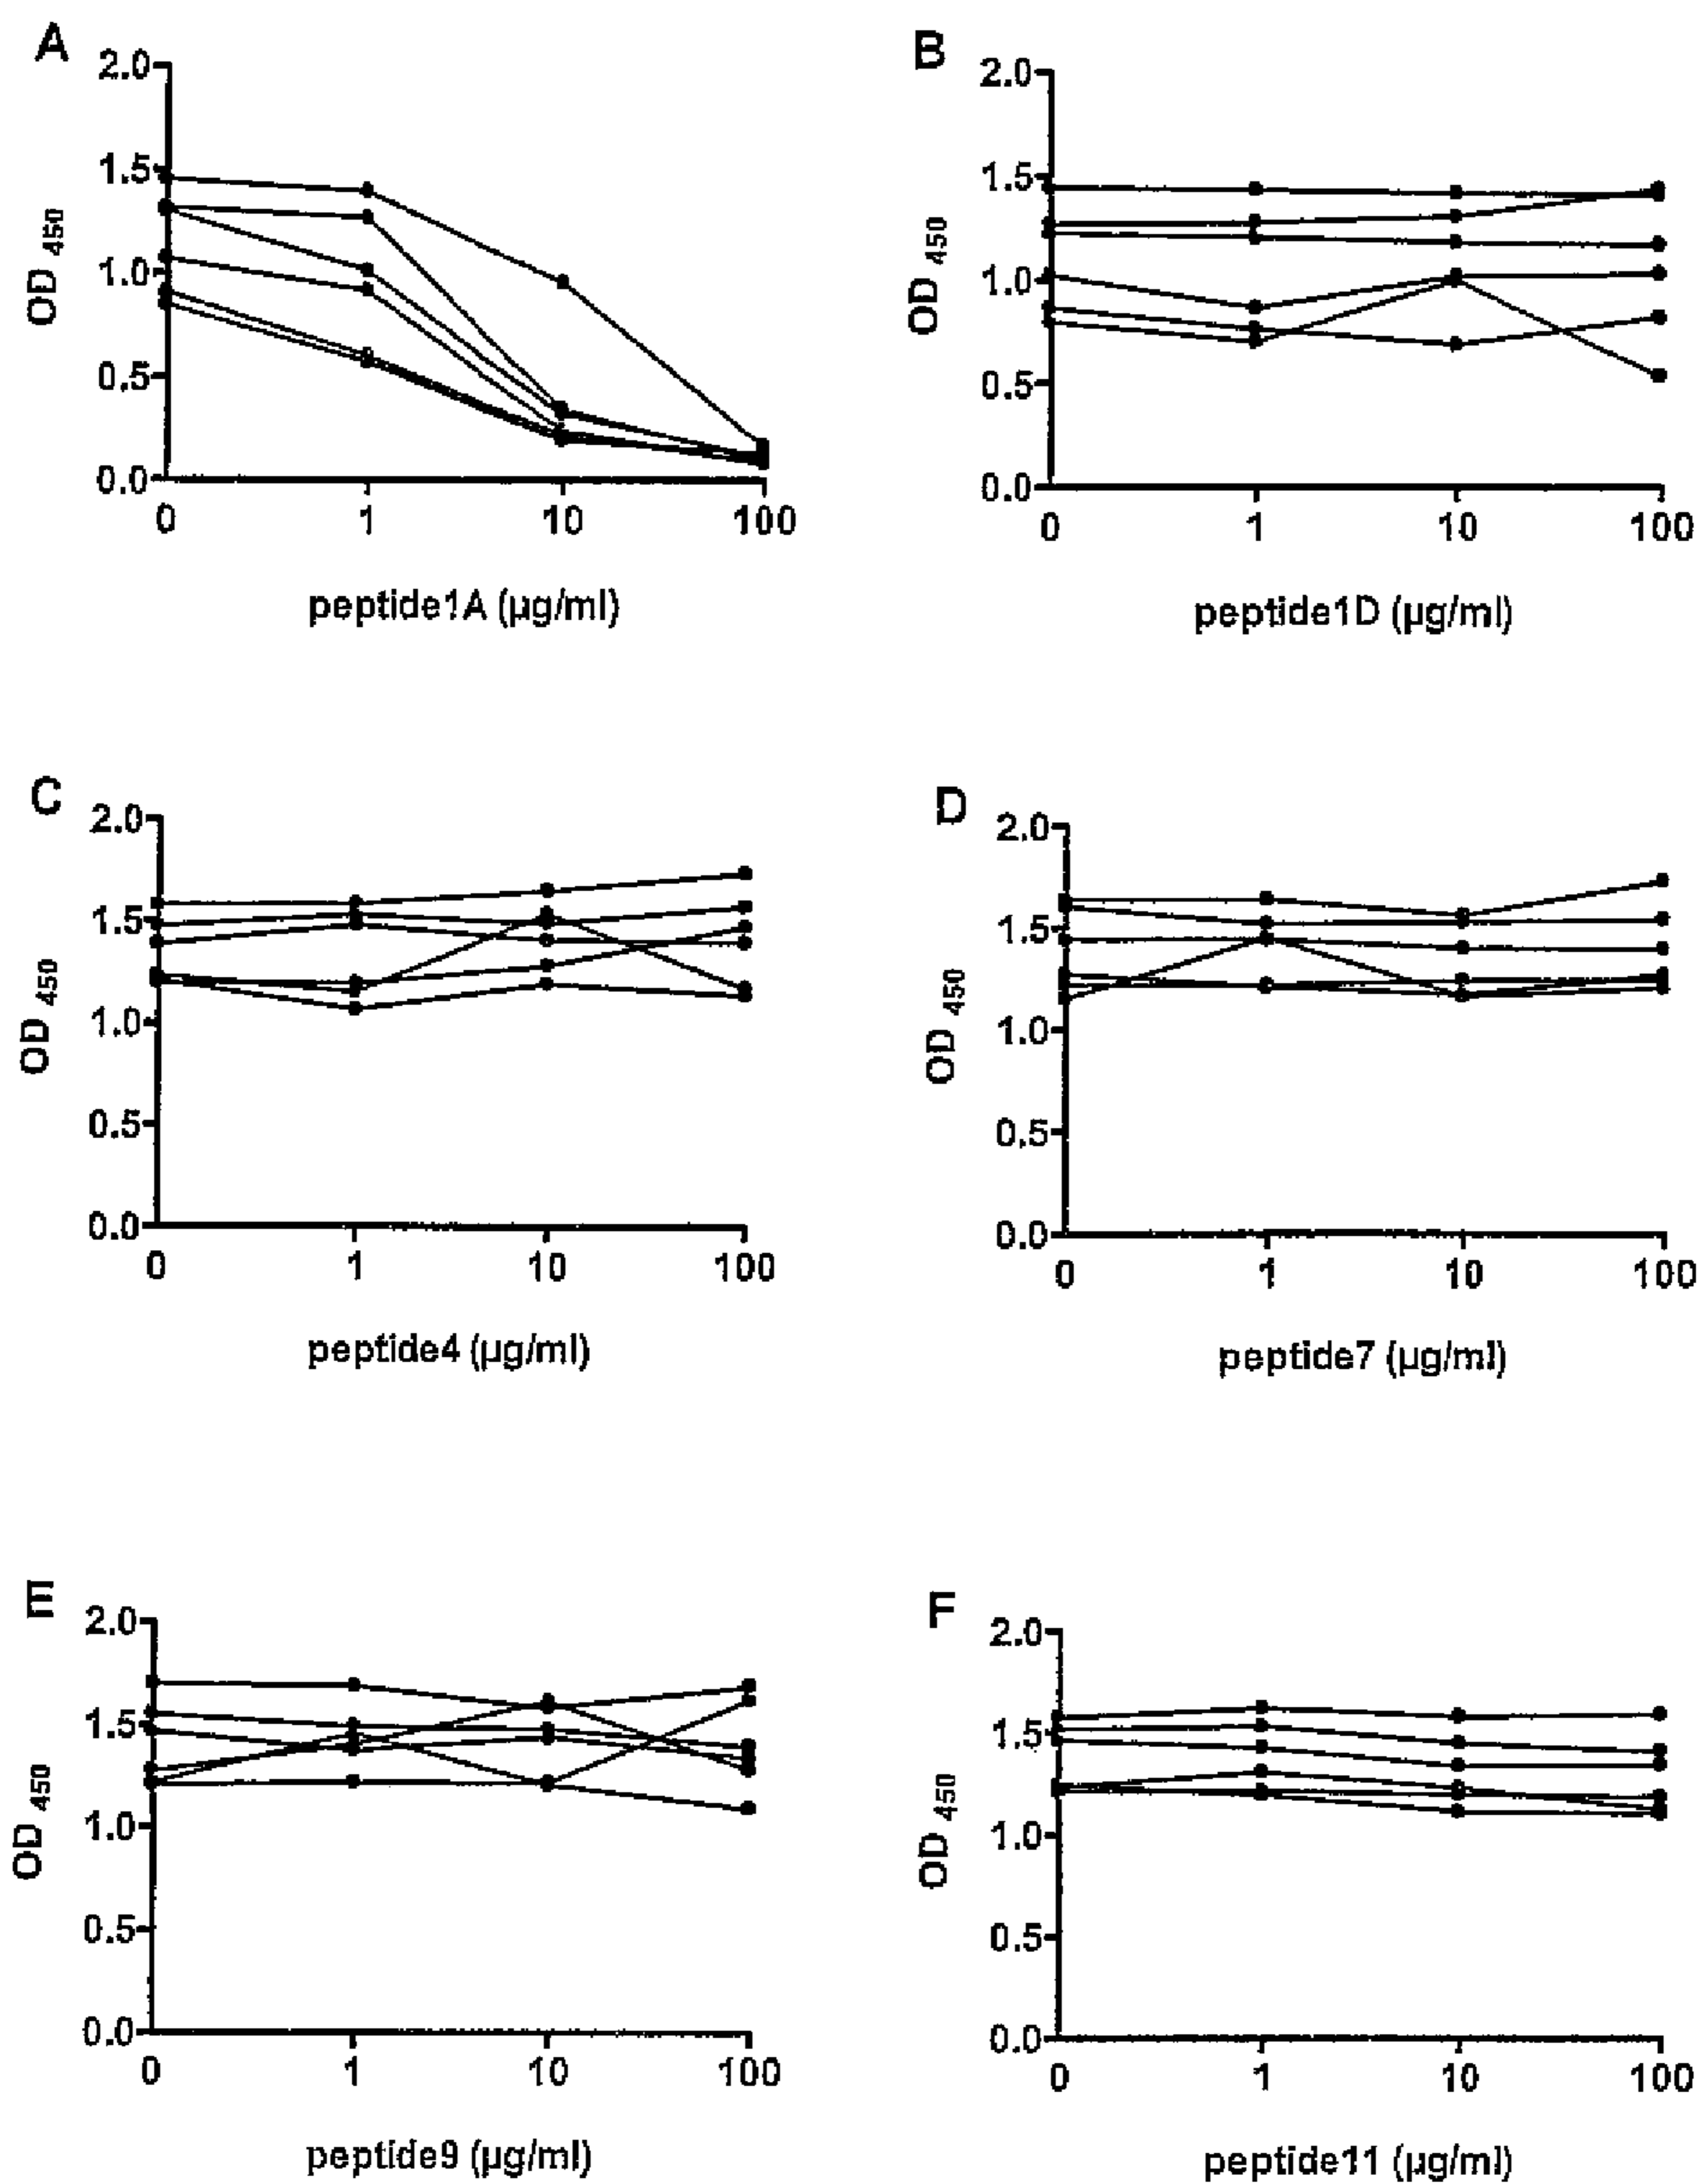 A
B
2.0
1.5
1.0
0.5
0.0
OD 450
0 1 10 100
peptide1A (µg/ml)
2.0
1.5
1.0
0.5
0.0
OD 450
0 1 10 100
peptide1D (µg/ml)
C
D
2.0
1.5
1.0
0.5
0.0
OD 450
0 1 10 100
peptide4 (µg/ml)
2.0
1.5
1.0
0.5
0.0
OD 450
0 1 10 100
peptide7 (µg/ml)
E
F
2.0
1.5
1.0
0.5
0.0
OD 450
0 1 10 100
peptide9 (µg/ml)
2.0
1.5
1.0
0.5
0.0
OD 450
0 1 10 100
peptide11 (µg/ml)